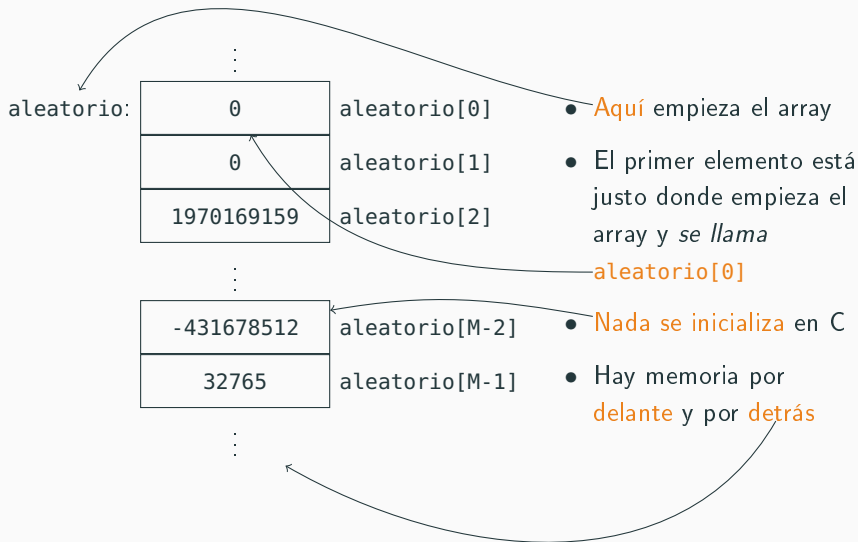 ⋮
aleatorio: 0 aleatorio[0]
0 aleatorio[1]
1970169159 aleatorio[2]
⋮
-431678512 aleatorio[M-2]
32765 aleatorio[M-1]
⋮
• Aquí empieza el array
• El primer elemento está
justo donde empieza el
array y se llama
aleatorio[0]
• Nada se inicializa en C
• Hay memoria por
delante y por detrás